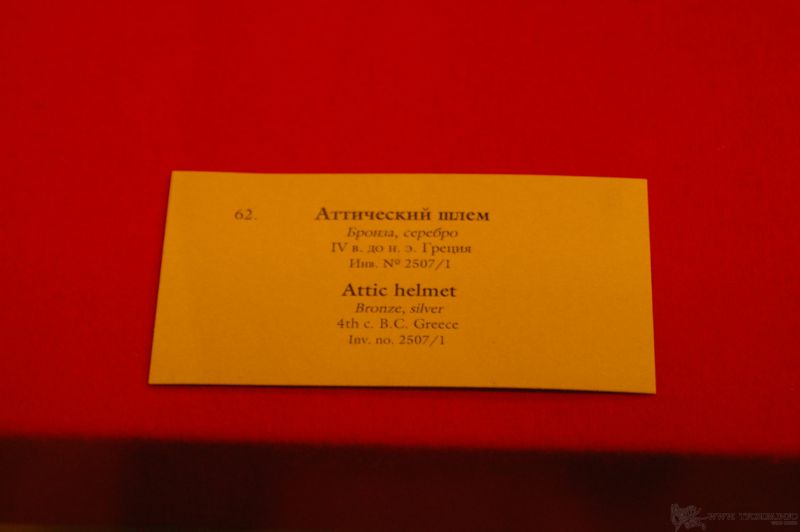 62. Аттический шлем
Бронза, серебро
IV в. до н. э. Греция
Инв. № 2507/1
Attic helmet
Bronze, silver
4th c. B.C. Greece
Inv. no. 2507/1